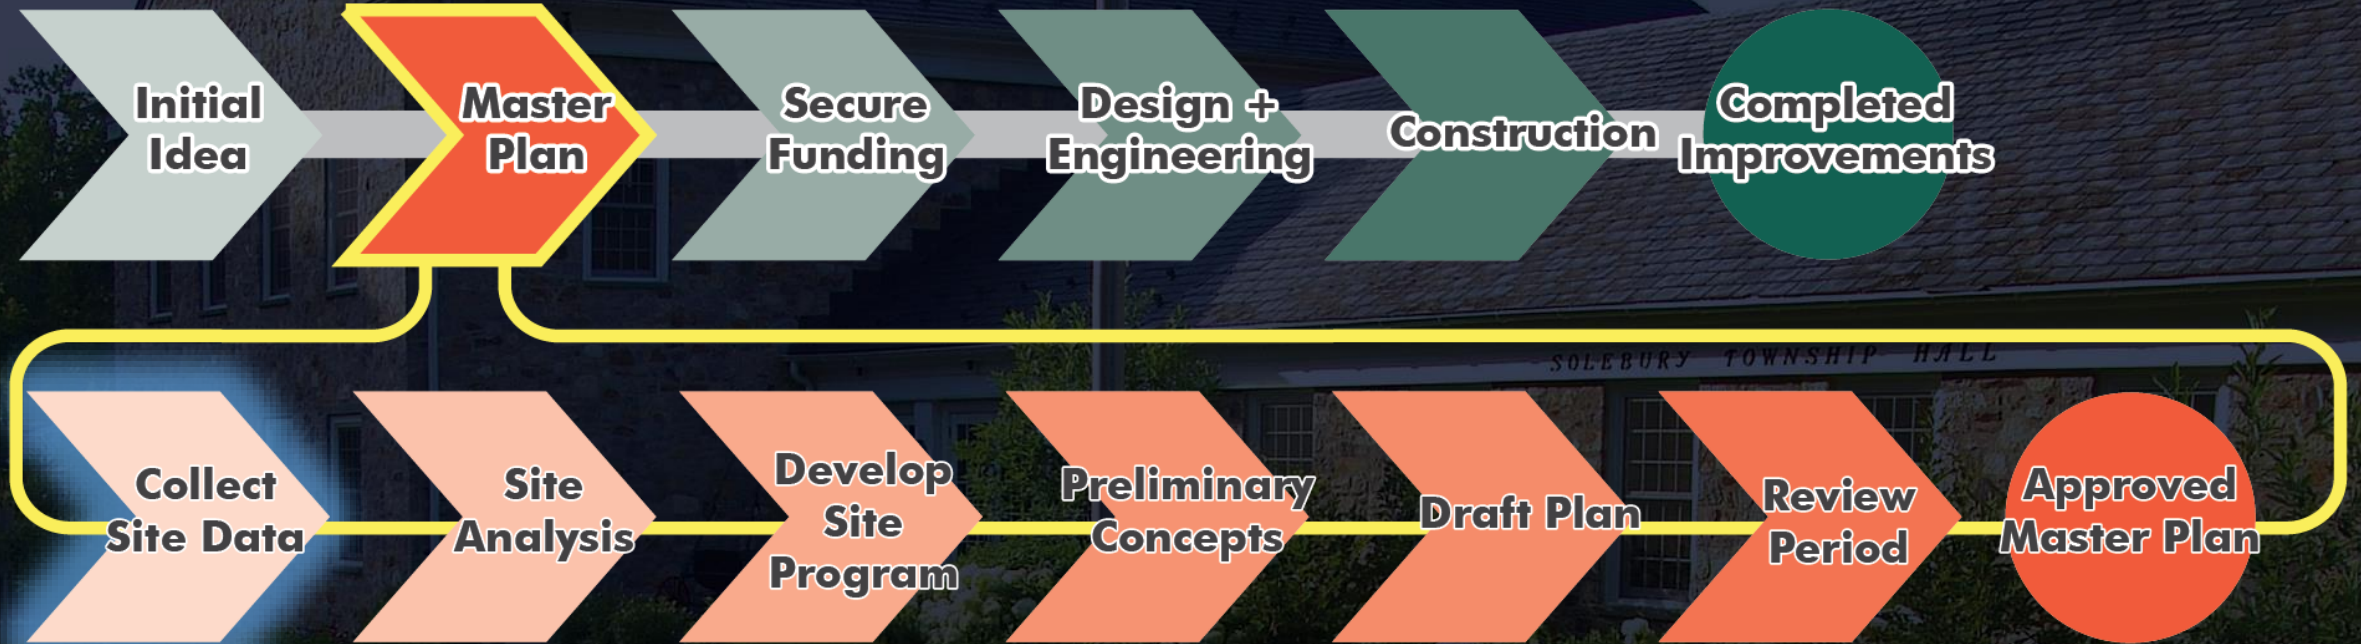 Initial
Idea
Master
Plan
Secure
Funding
Design +
Engineering
Construction
Completed
Improvements
SOLEBURY TOWNSHIP HALL
Collect
Site Data
Site
Analysis
Develop
Site
Program
Preliminary
Concepts
Draft Plan
Review
Period
Approved
Master Plan